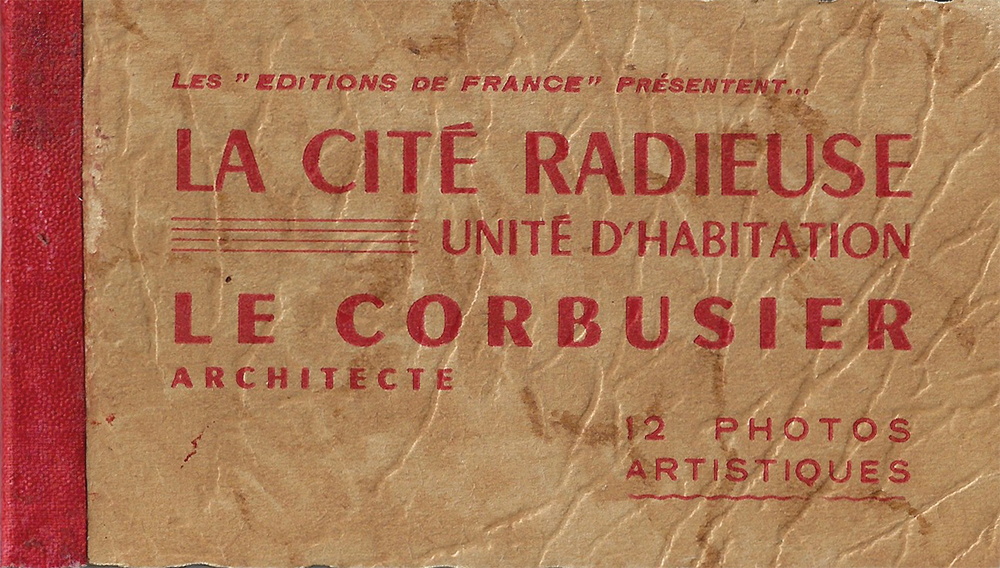 LES "EDITIONS DE FRANCE" PRÉSENTENT...
LA CITÉ RADIEUSE
UNITÉ D'HABITATION
LE CORBUSIER
ARCHITECTE
12 PHOTOS
ARTISTIQUES